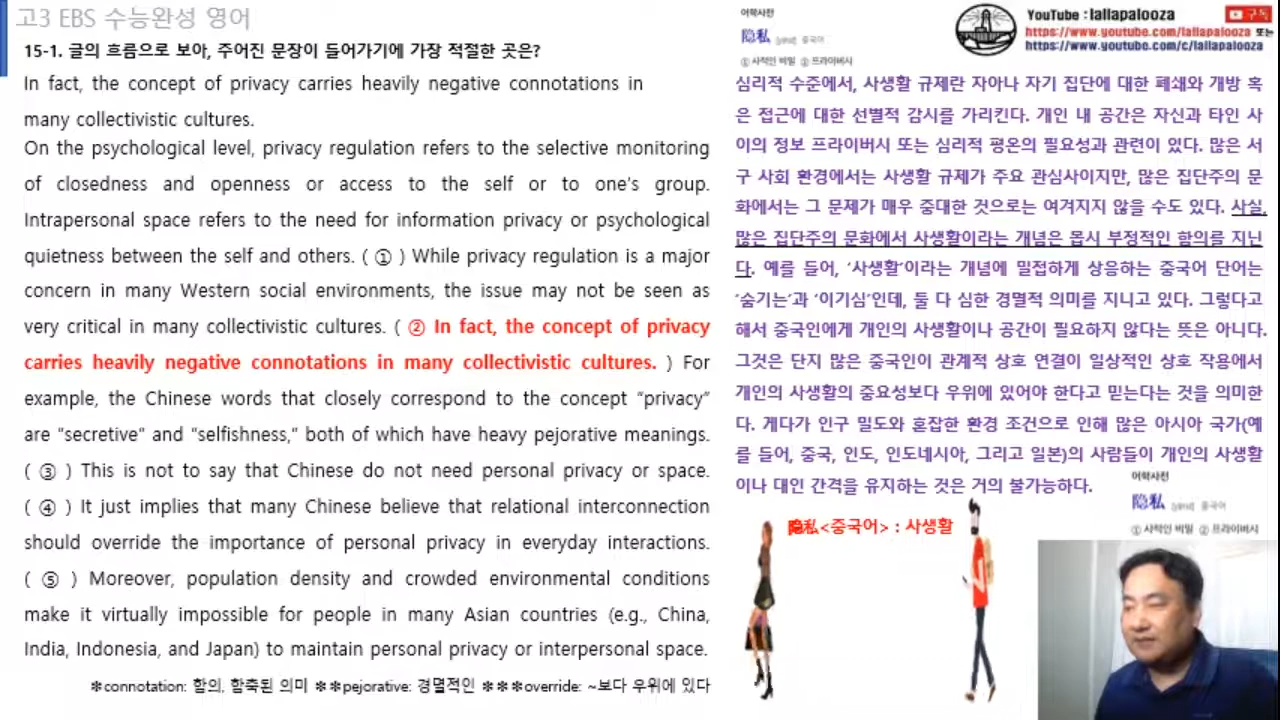 고3 EBS 수능완성 영어
15-1. 글의 흐름으로 보아, 주어진 문장이 들어가기에 가장 적절한 곳은?
In fact, the concept of privacy carries heavily negative connotations in
many collectivistic cultures.
On the psychological level, privacy regulation refers to the selective monitoring
of closedness and openness or access to the self or to one's group.
Intrapersonal space refers to the need for information privacy or psychological
quietness between the self and others. ( ① ) While privacy regulation is a major
concern in many Western social environments, the issue may not be seen as
very critical in many collectivistic cultures. ( ② In fact, the concept of privacy
carries heavily negative connotations in many collectivistic cultures. ) For
example, the Chinese words that closely correspond to the concept “privacy”
are “secretive” and “selfishness,” both of which have heavy pejorative meanings.
( ③ ) This is not to say that Chinese do not need personal privacy or space.
( ④ ) It just implies that many Chinese believe that relational interconnection
should override the importance of personal privacy in everyday interactions.
( ⑤ ) Moreover, population density and crowded environmental conditions
make it virtually impossible for people in many Asian countries (e.g., China,
India, Indonesia, and Japan) to maintain personal privacy or interpersonal space.
✻connotation: 함의, 함축된 의미 ✻✻pejorative: 경멸적인 ✻✻✻override: ~보다 우위에 있다
어학사전
隐私 [yǐnsī] 중국어
①사적인 비밀 ②프라이버시
YouTube : lallapalooza
구독
https://www.youtube.com/lallapalooza 또는
https://www.youtube.com/c/lallapalooza
심리적 수준에서, 사생활 규제란 자아나 자기 집단에 대한 폐쇄와 개방 혹
은 접근에 대한 선별적 감시를 가리킨다. 개인 내 공간은 자신과 타인 사
이의 정보 프라이버시 또는 심리적 평온의 필요성과 관련이 있다. 많은 서
구 사회 환경에서는 사생활 규제가 주요 관심사이지만, 많은 집단주의 문
화에서는 그 문제가 매우 중대한 것으로는 여겨지지 않을 수도 있다. 사실,
많은 집단주의 문화에서 사생활이라는 개념은 몹시 부정적인 함의를 지닌
다. 예를 들어, ‘사생활’이라는 개념에 밀접하게 상응하는 중국어 단어는
‘숨기는’과 ‘이기심’인데, 둘 다 심한 경멸적 의미를 지니고 있다. 그렇다고
해서 중국인에게 개인의 사생활이나 공간이 필요하지 않다는 뜻은 아니다.
그것은 단지 많은 중국인이 관계적 상호 연결이 일상적인 상호 작용에서
개인의 사생활의 중요성보다 우위에 있어야 한다고 믿는다는 것을 의미한
다. 게다가 인구 밀도와 혼잡한 환경 조건으로 인해 많은 아시아 국가(예
를 들어, 중국, 인도, 인도네시아, 그리고 일본)의 사람들이 개인의 사생활
이나 대인 간격을 유지하는 것은 거의 불가능하다.
隐私<중국어> : 사생활
어학사전
隐私 [yǐnsī] 중국어
①사적인 비밀 ②프라이버시